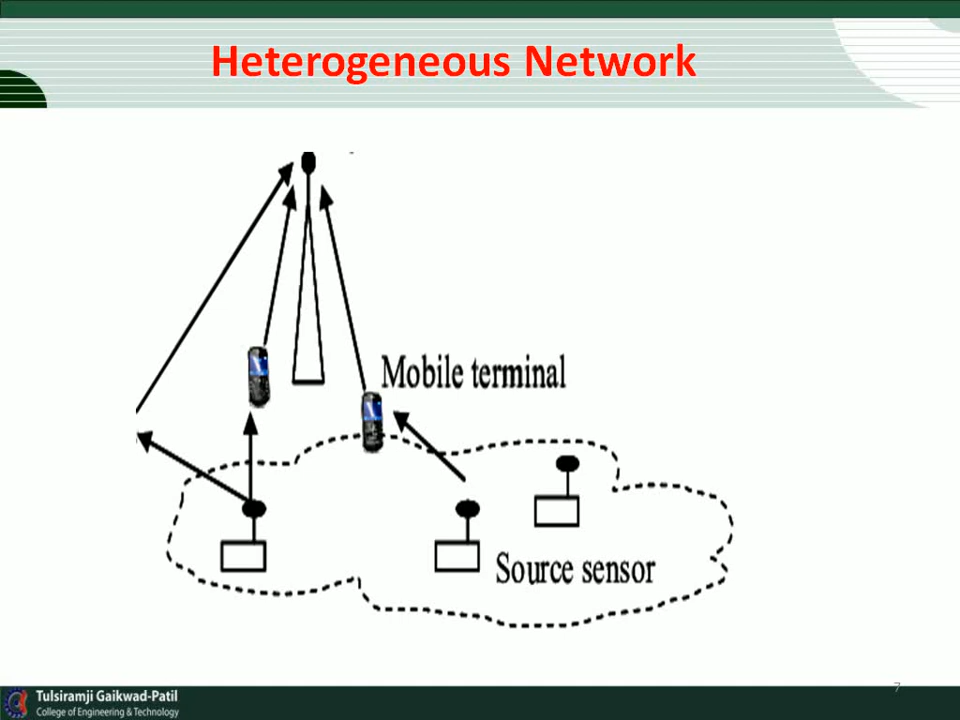 Heterogeneous Network
Mobile terminal
Source sensor
7
Tulsiramji Gaikwad-Patil
College of Engineering & Technology